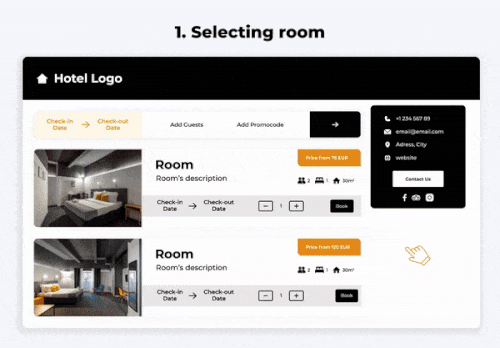 1. Selecting room
Hotel Logo
Check-in
Date
Check-out
Date
Add Guests
Add Promocode
+1 234 567 89
email@email.com
Adress, City
website
Contact Us
Room
Room's description
Price from 75 EUR
2
1
30m²
Check-in
Date
Check-out
Date
1
Book
Room
Room's description
Price from 120 EUR
2
1
30m²
Check-in
Date
Check-out
Date
1
Book